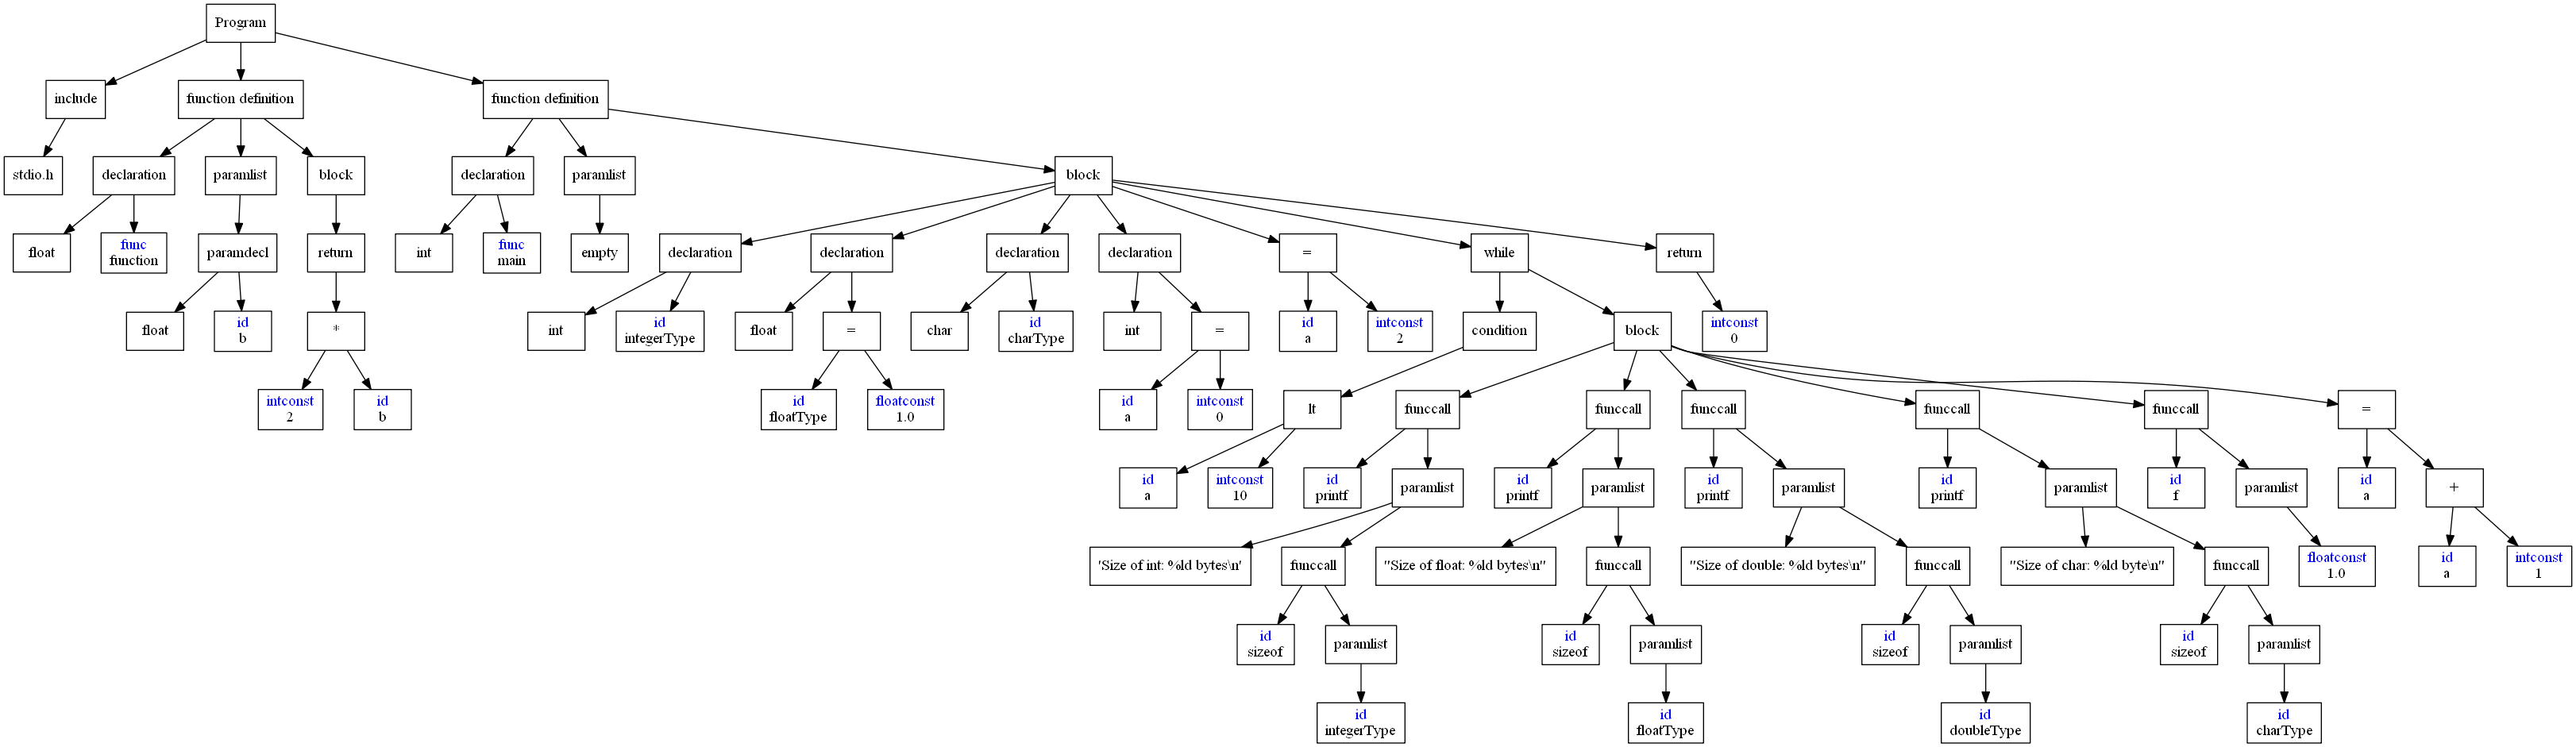 Program
include
function definition
function definition
stdio.h
declaration
paramlist
block
declaration
paramlist
block
float
func
function
paramdecl
return
int
func
main
empty
declaration
declaration
declaration
declaration
=
while
return
float
id
b
*
int
id
integerType
float
=
char
id
charType
int
=
id
a
intconst
2
condition
block
intconst
0
intconst
2
id
b
id
floatType
floatconst
1.0
id
a
intconst
0
lt
funccall
funccall
funccall
funccall
funccall
=
id
a
intconst
10
id
printf
paramlist
id
printf
paramlist
id
printf
paramlist
id
printf
paramlist
id
f
paramlist
id
a
+
'Size of int: %ld bytes\n'
funccall
"Size of float: %ld bytes\n"
funccall
"Size of double: %ld bytes\n"
funccall
"Size of char: %ld byte\n"
funccall
floatconst
1.0
id
a
intconst
1
id
sizeof
paramlist
id
sizeof
paramlist
id
sizeof
paramlist
id
sizeof
paramlist
id
integerType
id
floatType
id
doubleType
id
charType